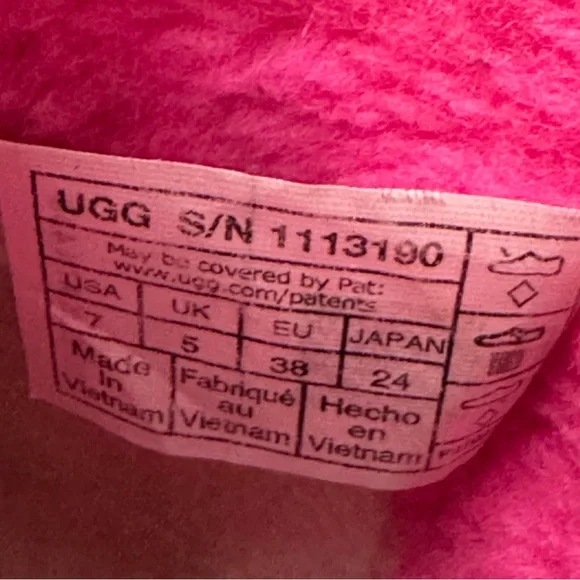 UGG S/N 1113190
May be covered by Pat:
www.ugg.com/patents
USA UK EU JAPAN
7 5 38 24
Made in Vietnam
Fabriqué au Vietnam
Hecho en Vietnam